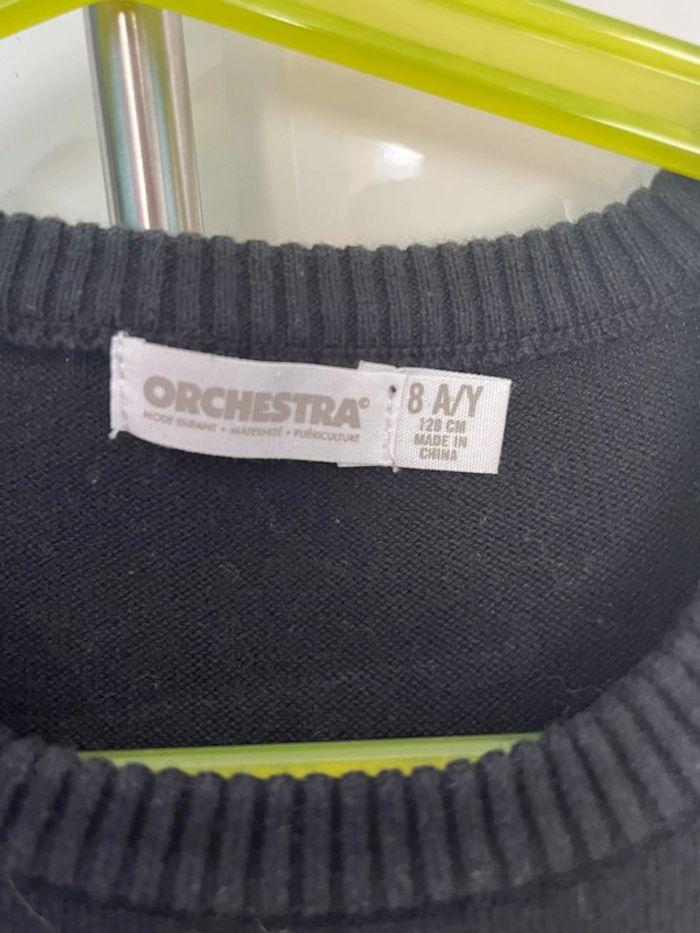 ORCHESTRA©
MODE ENFANT • MATERNITÉ • PUÉRICULTURE
8 A/Y
128 CM
MADE IN
CHINA